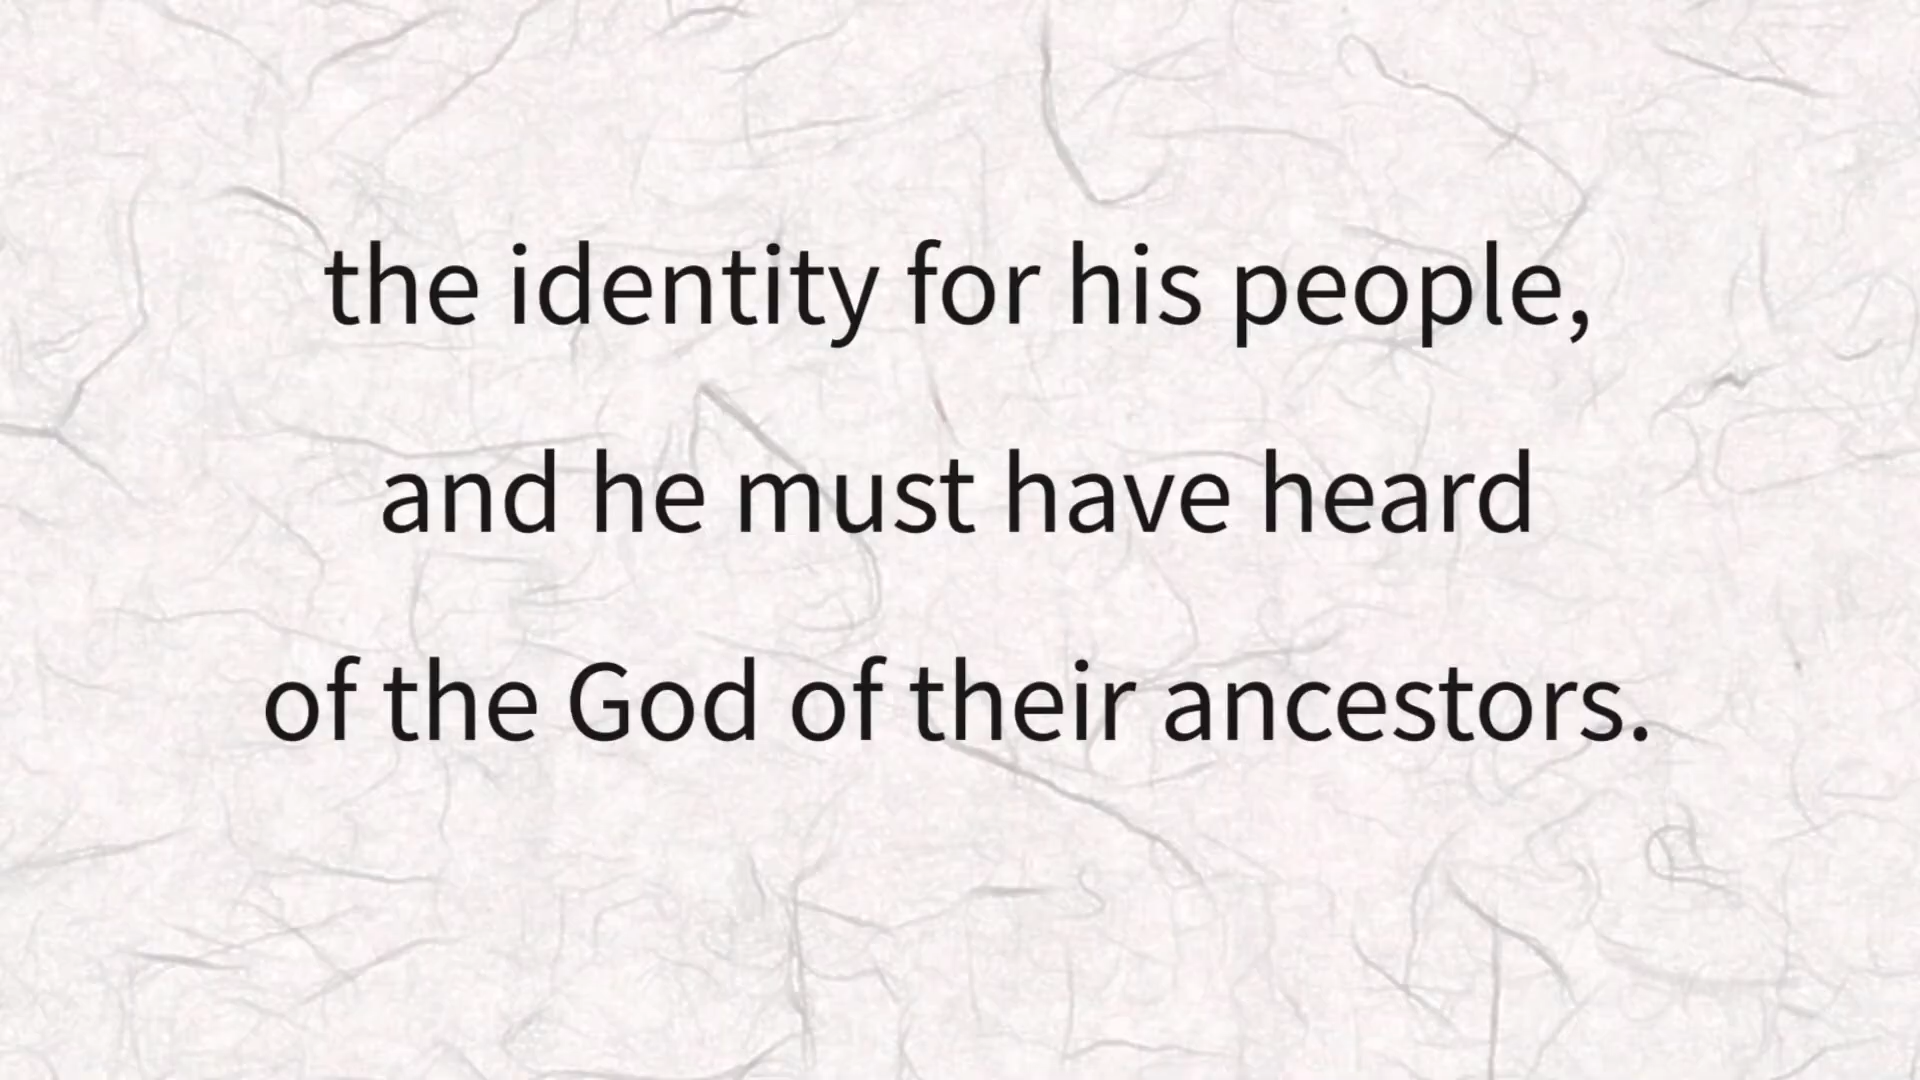 the identity for his people,
and he must have heard
of the God of their ancestors.